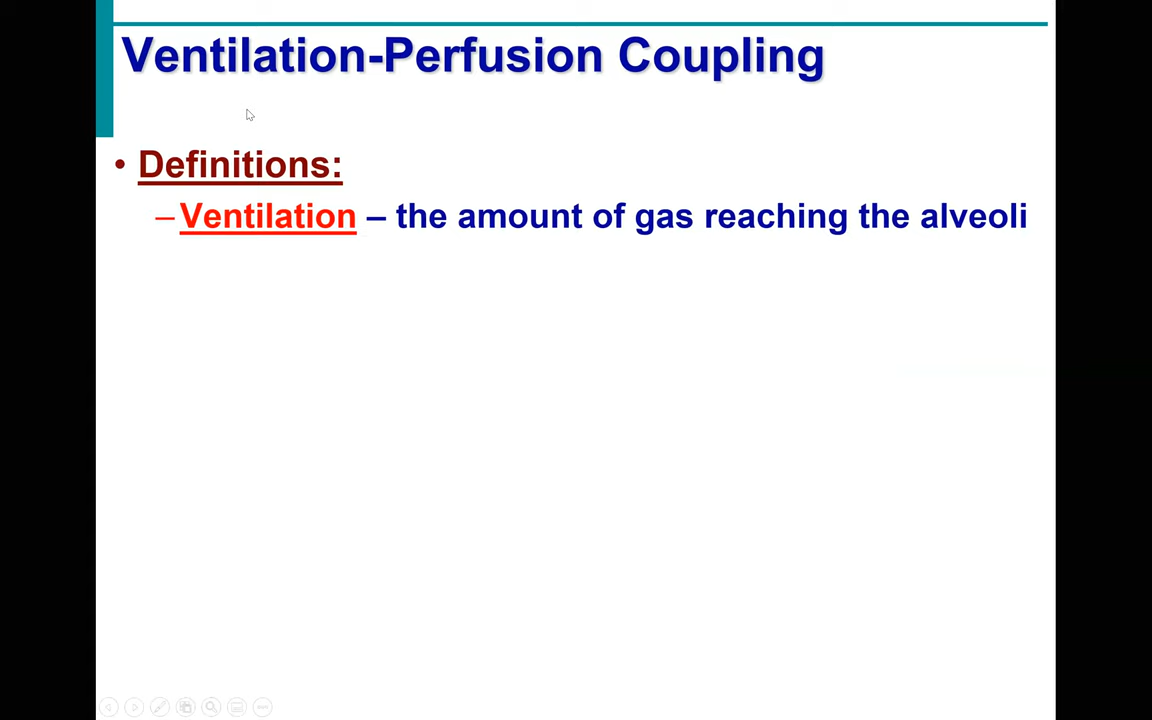 Ventilation-Perfusion Coupling
• Definitions:
– Ventilation – the amount of gas reaching the alveoli